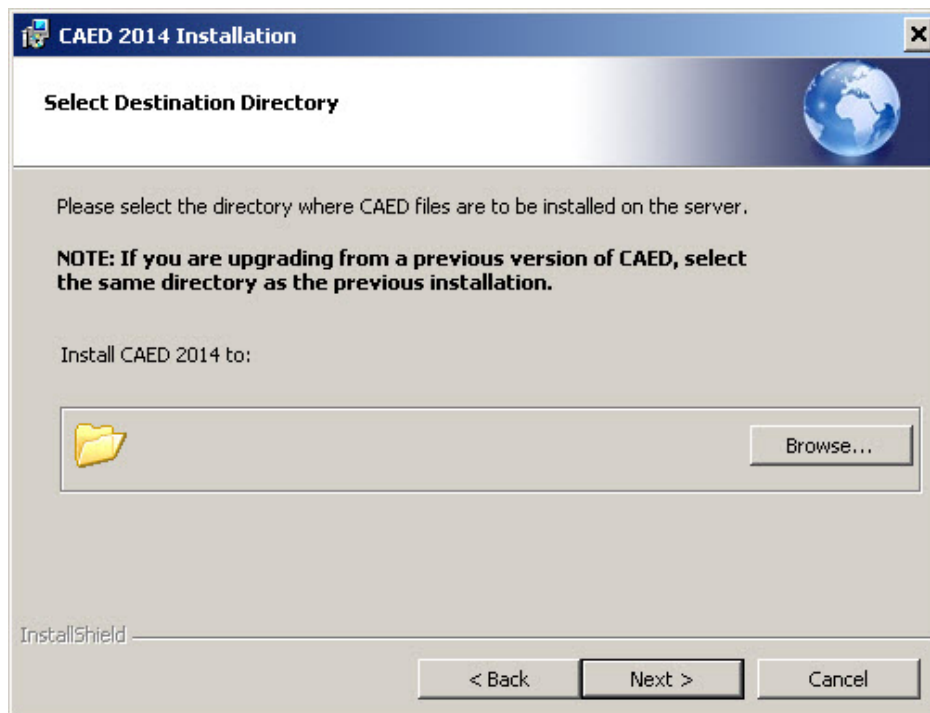 CAED 2014 Installation
Select Destination Directory
Please select the directory where CAED files are to be installed on the server.
NOTE: If you are upgrading from a previous version of CAED, select
the same directory as the previous installation.
Install CAED 2014 to:
Browse...
InstallShield
< Back
Next >
Cancel